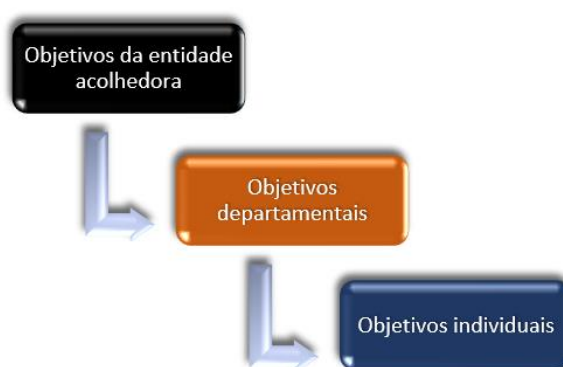 Objetivos da entidade
acolhedora
Objetivos
departamentais
Objetivos individuais